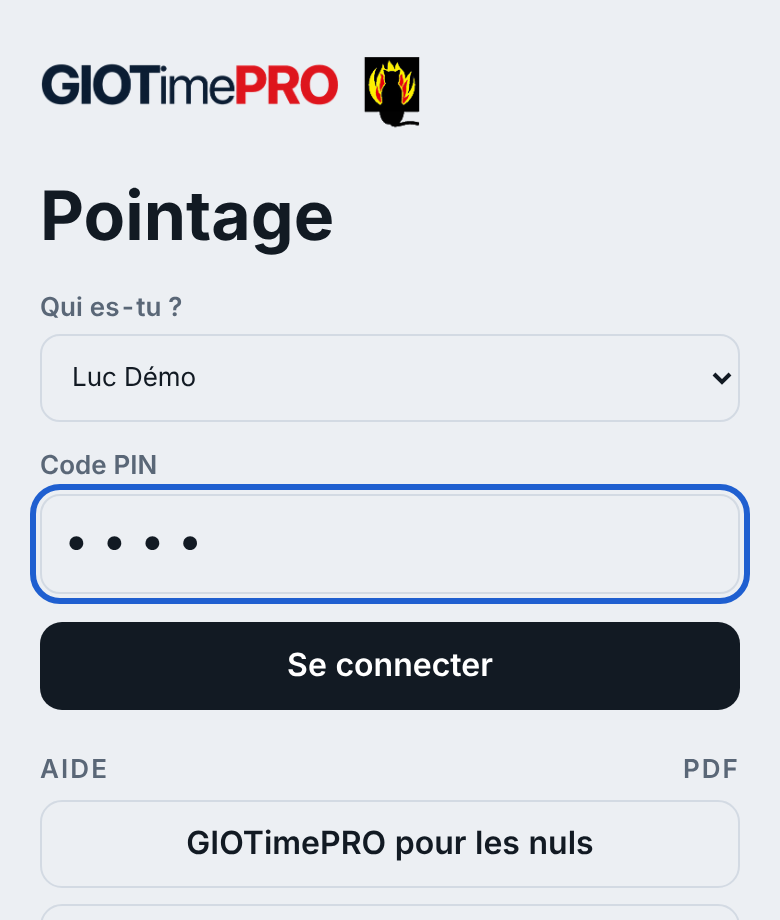 GIOTimePRO
Pointage
Qui es-tu ?
Luc Démo
Code PIN
••••
Se connecter
AIDE PDF
GIOTimePRO pour les nuls